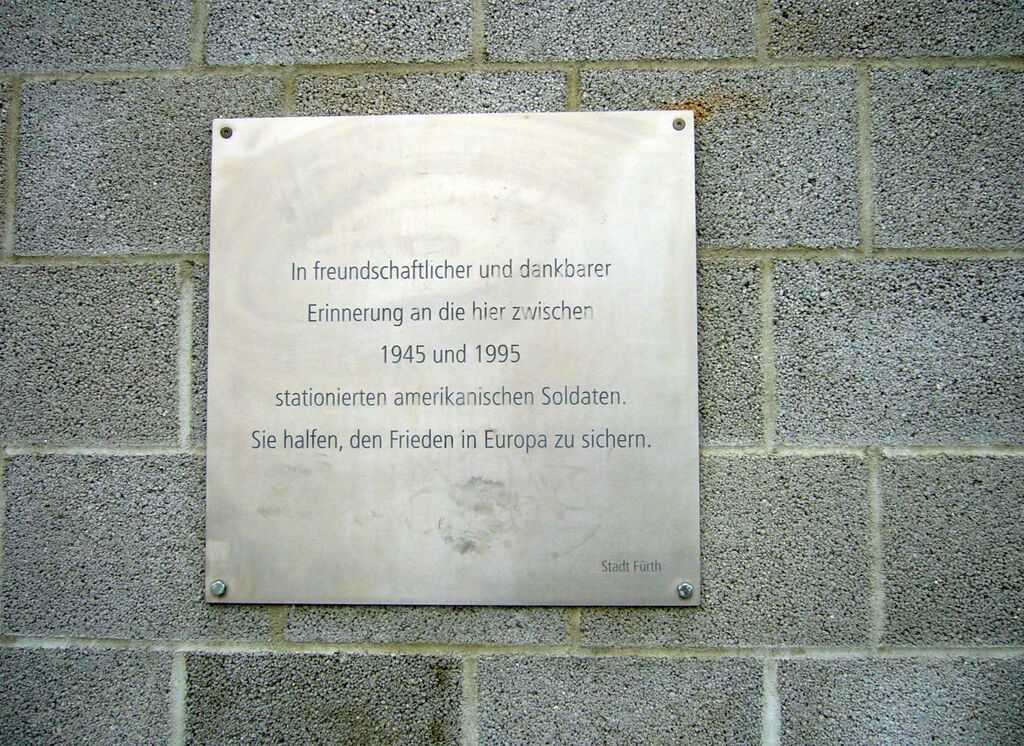 In freundschaftlicher und dankbarer
Erinnerung an die hier zwischen
1945 und 1995
stationierten amerikanischen Soldaten.
Sie halfen, den Frieden in Europa zu sichern.
Stadt Fürth